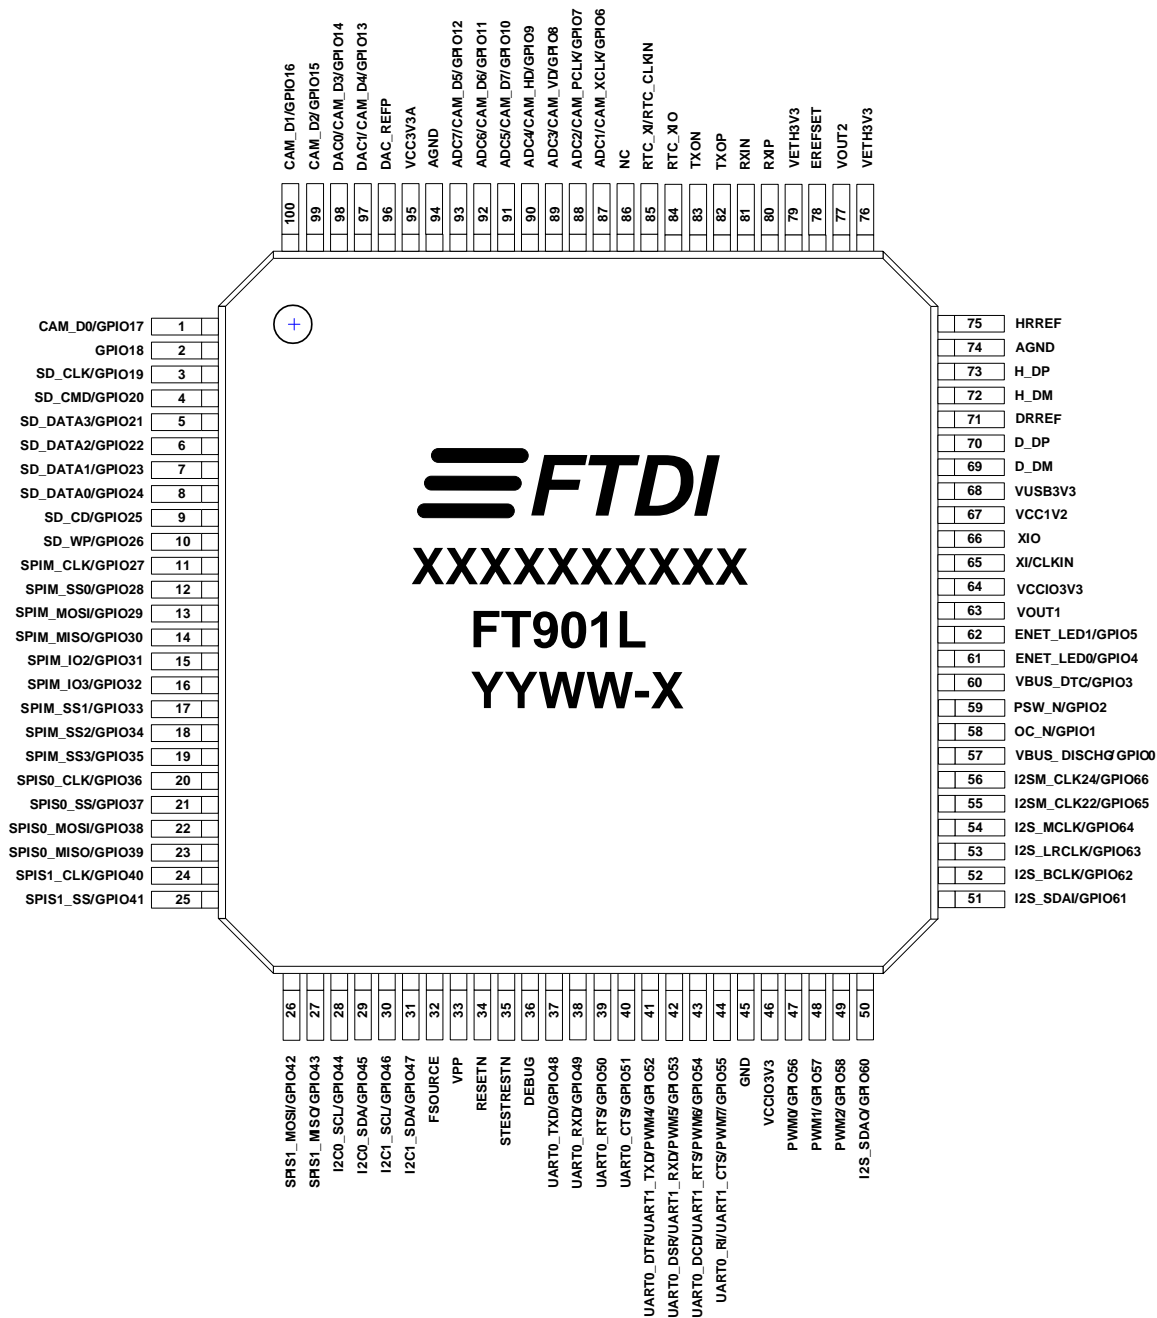 CAM_D1/GPIO16
CAM_D2/GPIO15
DAC0/CAM_D3/GPIO14
DAC1/CAM_D4/GPIO13
DAC_REFP
VCC3V3A
AGND
ADC7/CAM_D5/GPIO12
ADC6/CAM_D6/GPIO11
ADC5/CAM_D7/GPIO10
ADC4/CAM_HD/GPIO9
ADC3/CAM_VD/GPIO8
ADC2/CAM_PCLK/GPIO7
ADC1/CAM_XCLK/GPIO6
NC
RTC_XI/RTC_CLKIN
RTC_XIO
TXON
TXOP
RXIN
RXIP
VETH3V3
EREFSET
VOUT2
VETH3V3
100
99
98
97
96
95
94
93
92
91
90
89
88
87
86
85
84
83
82
81
80
79
78
77
76
CAM_D0/GPIO17 1
GPIO18 2
SD_CLK/GPIO19 3
SD_CMD/GPIO20 4
SD_DATA3/GPIO21 5
SD_DATA2/GPIO22 6
SD_DATA1/GPIO23 7
SD_DATA0/GPIO24 8
SD_CD/GPIO25 9
SD_WP/GPIO26 10
SPIM_CLK/GPIO27 11
SPIM_SS0/GPIO28 12
SPIM_MOSI/GPIO29 13
SPIM_MISO/GPIO30 14
SPIM_IO2/GPIO31 15
SPIM_IO3/GPIO32 16
SPIM_SS1/GPIO33 17
SPIM_SS2/GPIO34 18
SPIM_SS3/GPIO35 19
SPIS0_CLK/GPIO36 20
SPIS0_SS/GPIO37 21
SPIS0_MOSI/GPIO38 22
SPIS0_MISO/GPIO39 23
SPIS1_CLK/GPIO40 24
SPIS1_SS/GPIO41 25
FTDI
XXXXXXXXXX
FT901L
YYWW-X
75 HRREF
74 AGND
73 H_DP
72 H_DM
71 DRREF
70 D_DP
69 D_DM
68 VUSB3V3
67 VCC1V2
66 XIO
65 XI/CLKIN
64 VCCIO3V3
63 VOUT1
62 ENET_LED1/GPIO5
61 ENET_LED0/GPIO4
60 VBUS_DTC/GPIO3
59 PSW_N/GPIO2
58 OC_N/GPIO1
57 VBUS_DISCHG/GPIO0
56 I2SM_CLK24/GPIO66
55 I2SM_CLK22/GPIO65
54 I2S_MCLK/GPIO64
53 I2S_LRCLK/GPIO63
52 I2S_BCLK/GPIO62
51 I2S_SDAI/GPIO61
26
27
28
29
30
31
32
33
34
35
36
37
38
39
40
41
42
43
44
45
46
47
48
49
50
SPIS1_MOSI/GPIO42
SPIS1_MISO/GPIO43
I2C0_SCL/GPIO44
I2C0_SDA/GPIO45
I2C1_SCL/GPIO46
I2C1_SDA/GPIO47
FSOURCE
VPP
RESETN
STESTRESTN
DEBUG
UART0_TXD/GPIO48
UART0_RXD/GPIO49
UART0_RTS/GPIO50
UART0_CTS/GPIO51
UART0_DTR/UART1_TXD/PWM4/GPIO52
UART0_DSR/UART1_RXD/PWM5/GPIO53
UART0_DCD/UART1_RTS/PWM6/GPIO54
UART0_RI/UART1_CTS/PWM7/GPIO55
GND
VCCIO3V3
PWM0/GPIO56
PWM1/GPIO57
PWM2/GPIO58
I2S_SDAO/GPIO60